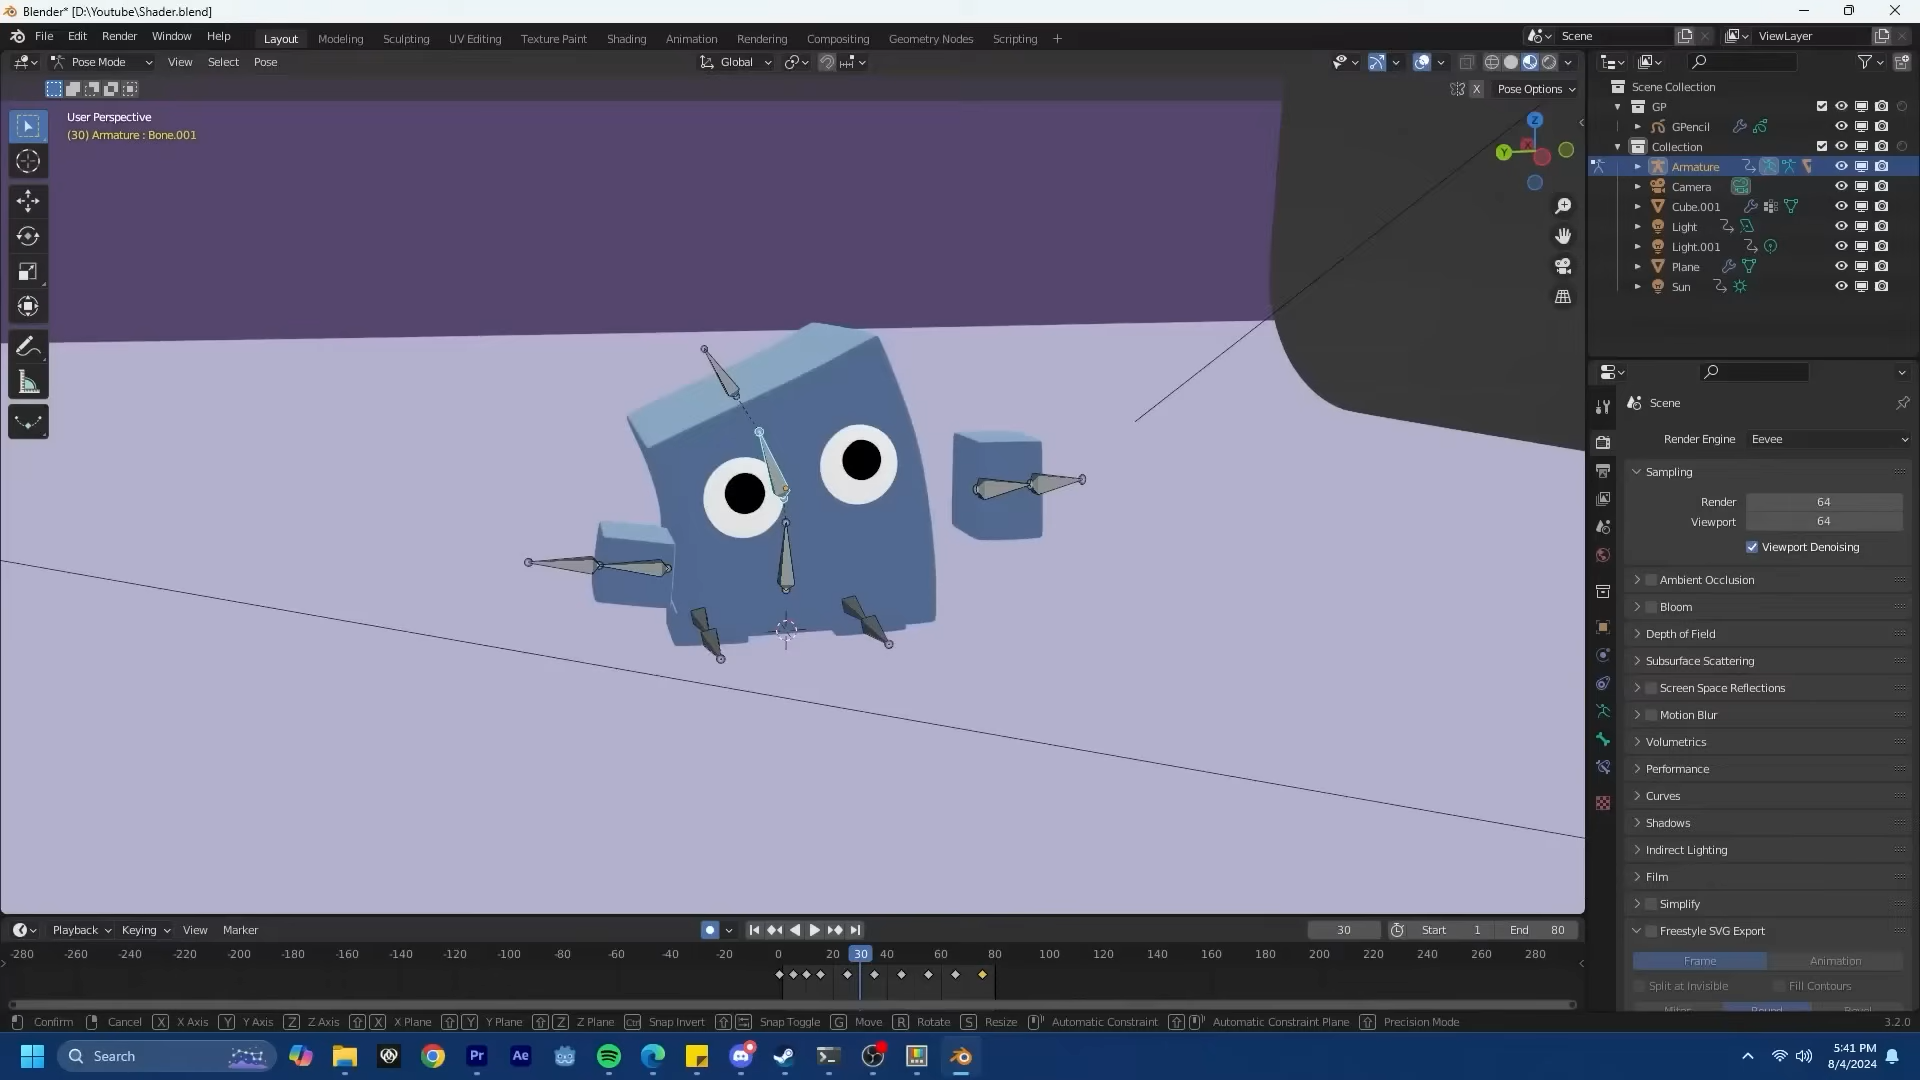 Blender* [D:\Youtube\Shader.blend]
File Edit Render Window Help Layout Modeling Sculpting UV Editing Texture Paint Shading Animation Rendering Compositing Geometry Nodes Scripting + Scene ViewLayer
Pose Mode View Select Pose Global
X Pose Options
User Perspective
(30) Armature : Bone.001
Z
Y
X
Scene Collection
GP
GPencil
Collection
Armature
Camera
Cube.001
Light
Light.001
Plane
Sun
Scene
Render Engine Eevee
Sampling
Render 64
Viewport 64
Viewport Denoising
Ambient Occlusion
Bloom
Depth of Field
Subsurface Scattering
Screen Space Reflections
Motion Blur
Volumetrics
Performance
Curves
Shadows
Indirect Lighting
Film
Simplify
Freestyle SVG Export
Frame Animation
Split at Invisible Fill Contours
Miter Round Bevel
Playback Keying View Marker 30 Start 1 End 80
-280 -260 -240 -220 -200 -180 -160 -140 -120 -100 -80 -60 -40 -20 0 20 30 40 60 80 100 120 140 160 180 200 220 240 260 280
Confirm Cancel X X Axis Y Y Axis Z Z Axis X X Plane Y Y Plane Z Z Plane Ctrl Snap Invert Snap Toggle G Move R Rotate S Resize Automatic Constraint Automatic Constraint Plane Precision Mode 3.2.0
Search Pr Ae 5:41 PM
8/4/2024